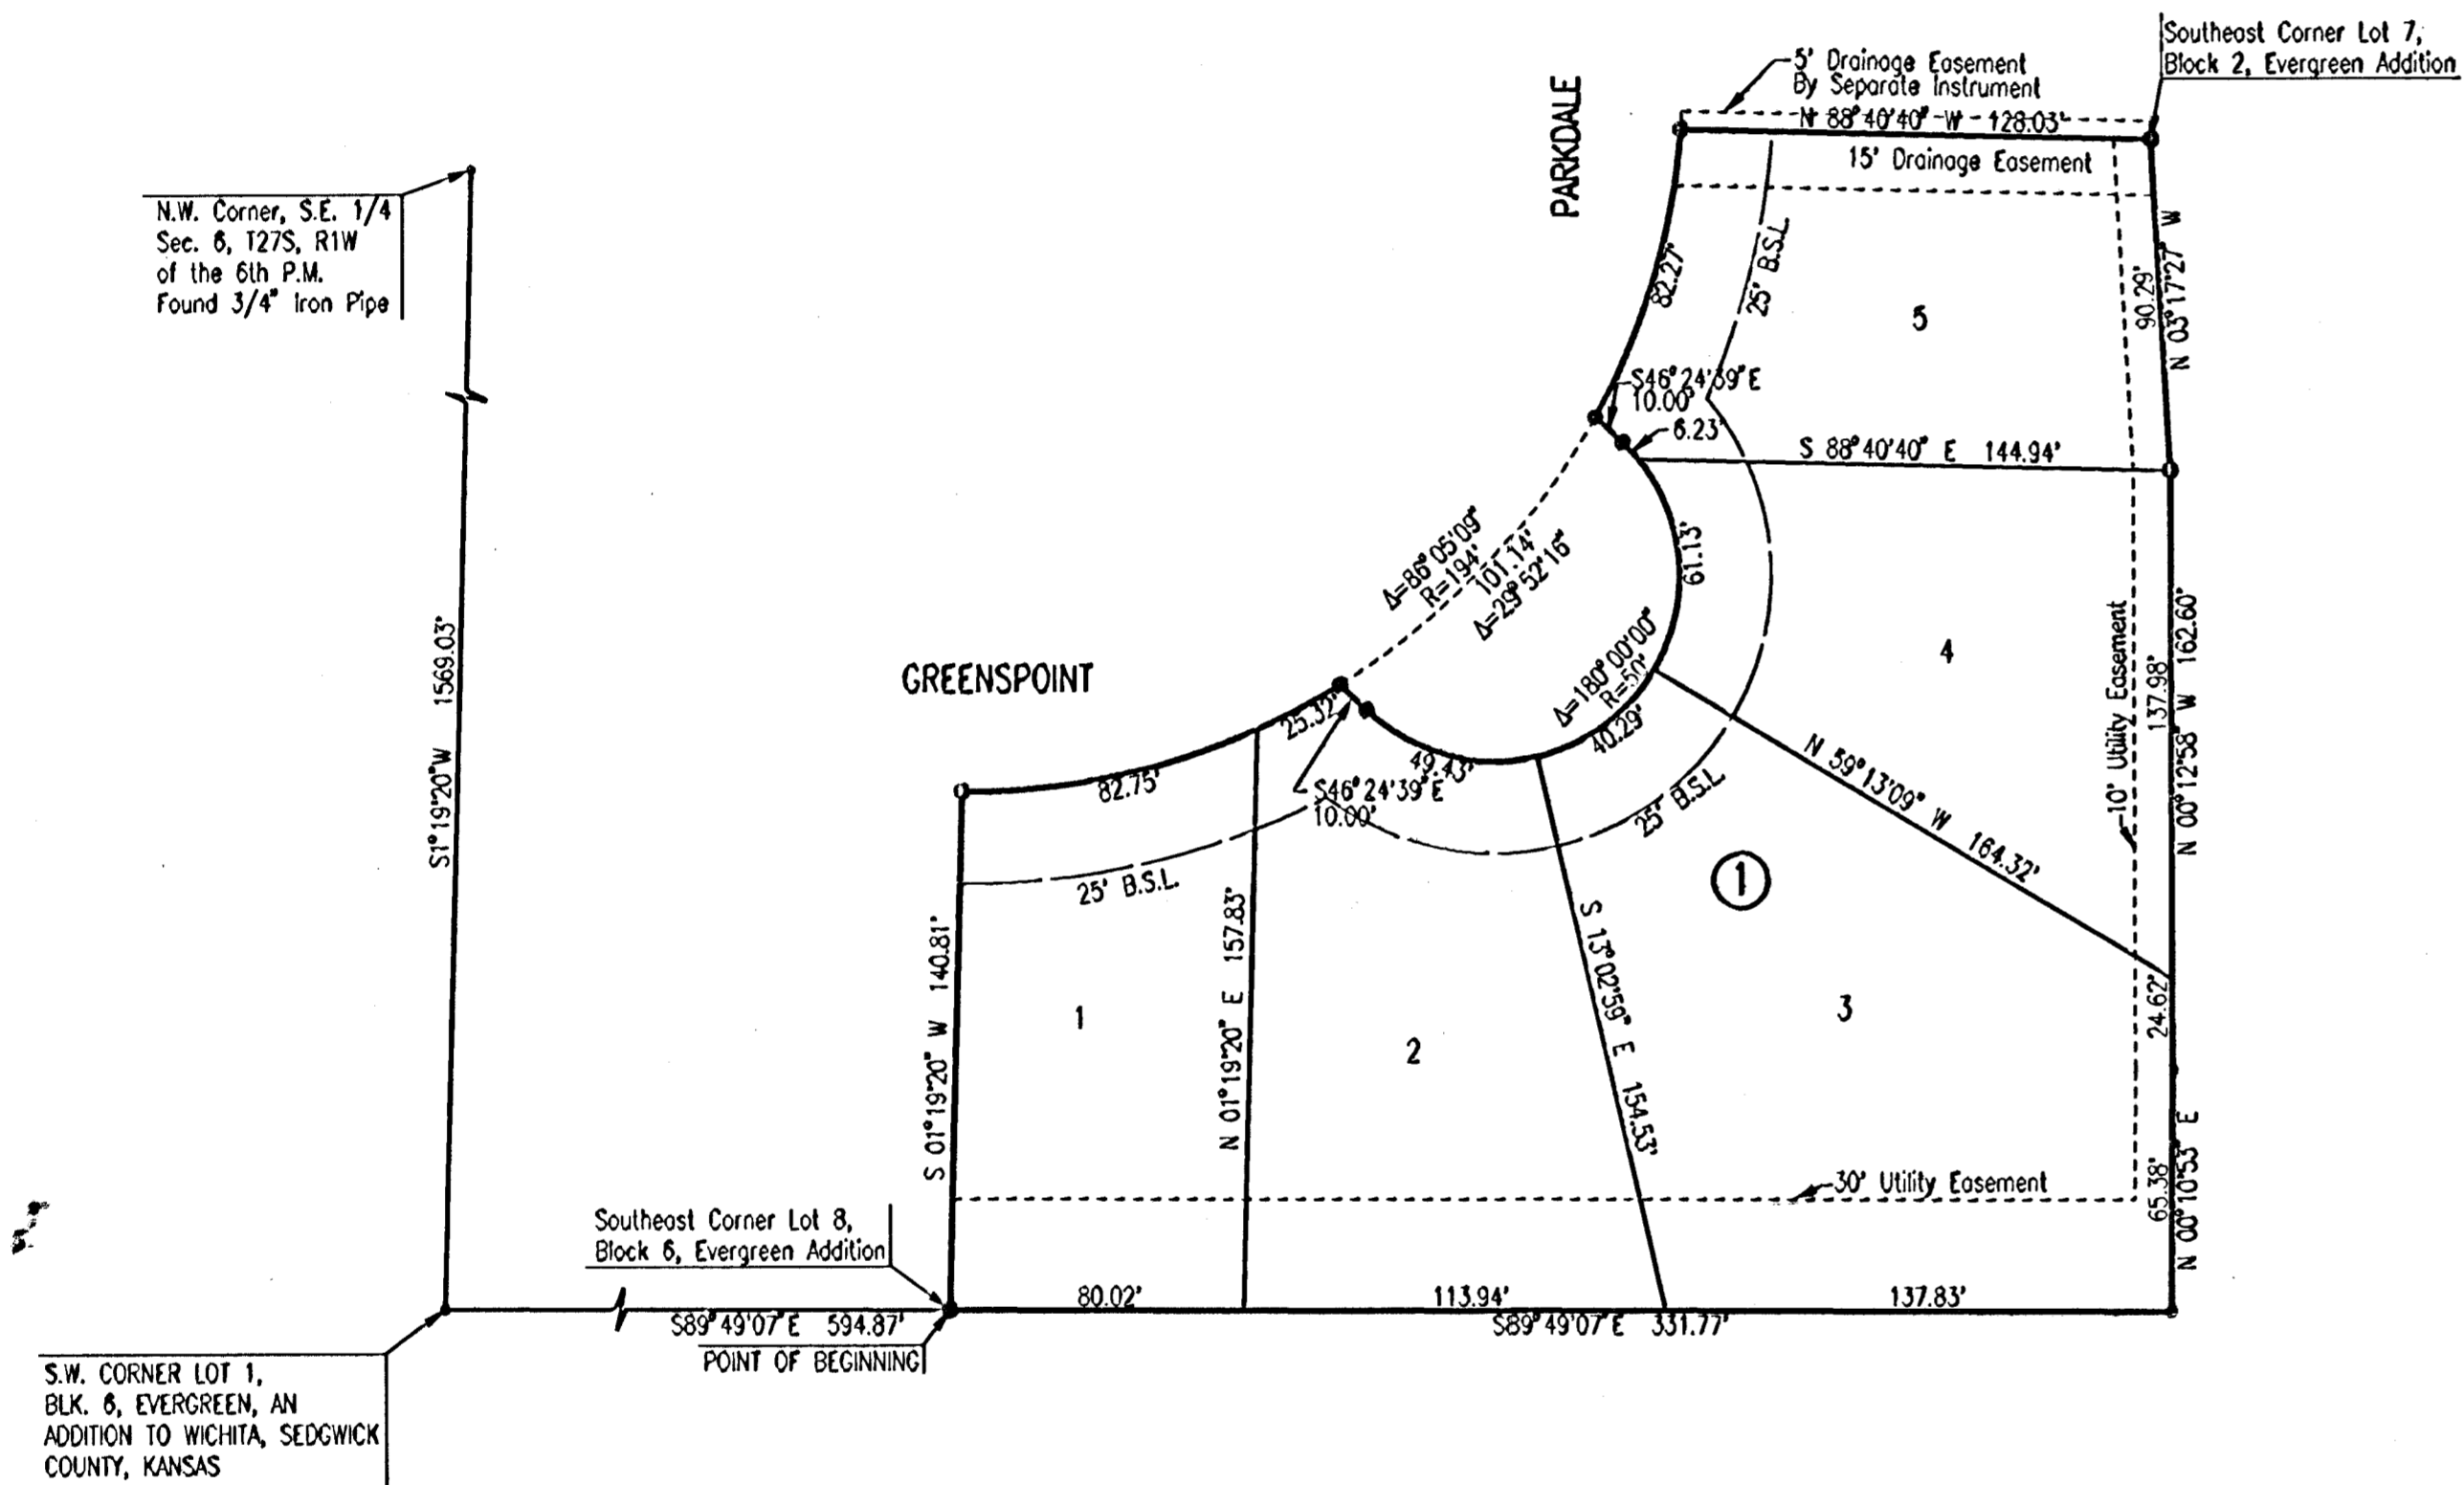 Southeast Corner Lot 7,
Block 2, Evergreen Addition
5' Drainage Easement
By Separate Instrument
N 88°40'40" W 128.03'
15' Drainage Easement
PARKDALE
N.W. Corner, S.E. 1/4
Sec. 6, T27S, R1W
of the 6th P.M.
Found 3/4" Iron Pipe
82.27'
25' B.S.L.
5
90.29'
N 03°17'27" W
S46°24'39"E
10.00'
6.23'
S 88°40'40" E 144.94'
Δ=86°05'09"
R=194'
101.14'
Δ=29°52'16"
61.13'
Δ=180°00'00"
R=50'
40.29'
4
10' Utility Easement
137.98'
N 00°12'58" W 162.60'
S1°19'20"W 1569.03'
GREENSPOINT
25.32'
82.75'
49.43'
S46°24'39"E
10.00'
25' B.S.L.
25' B.S.L.
N 59°13'09" W 164.32'
1
S 01°19'20" W 140.81'
1
N 01°19'20" E 157.83'
2
S 13°02'59" E 154.53'
3
24.62'
65.38'
N 00°10'53" E
30' Utility Easement
Southeast Corner Lot 8,
Block 6, Evergreen Addition
80.02'
113.94'
137.83'
S89°49'07"E 594.87'
S89°49'07"E 331.77'
POINT OF BEGINNING
S.W. CORNER LOT 1,
BLK. 6, EVERGREEN, AN
ADDITION TO WICHITA, SEDGWICK
COUNTY, KANSAS